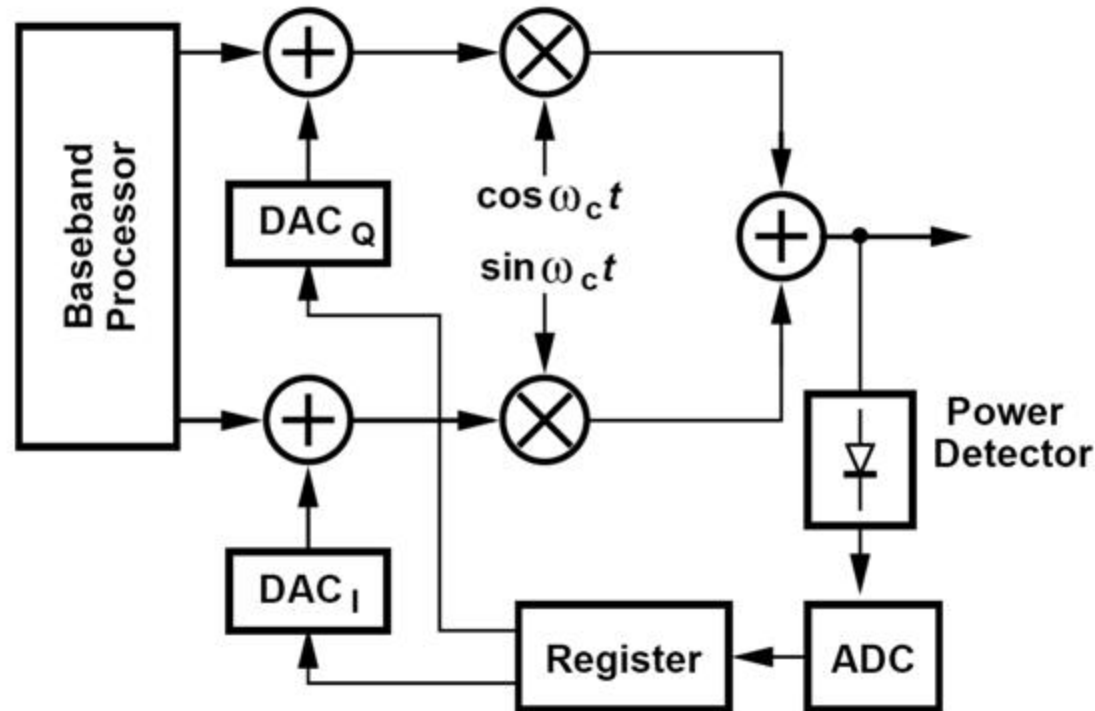 Baseband
Processor
DAC Q
cos ω c t
sin ω c t
Power
Detector
DAC I
Register
ADC